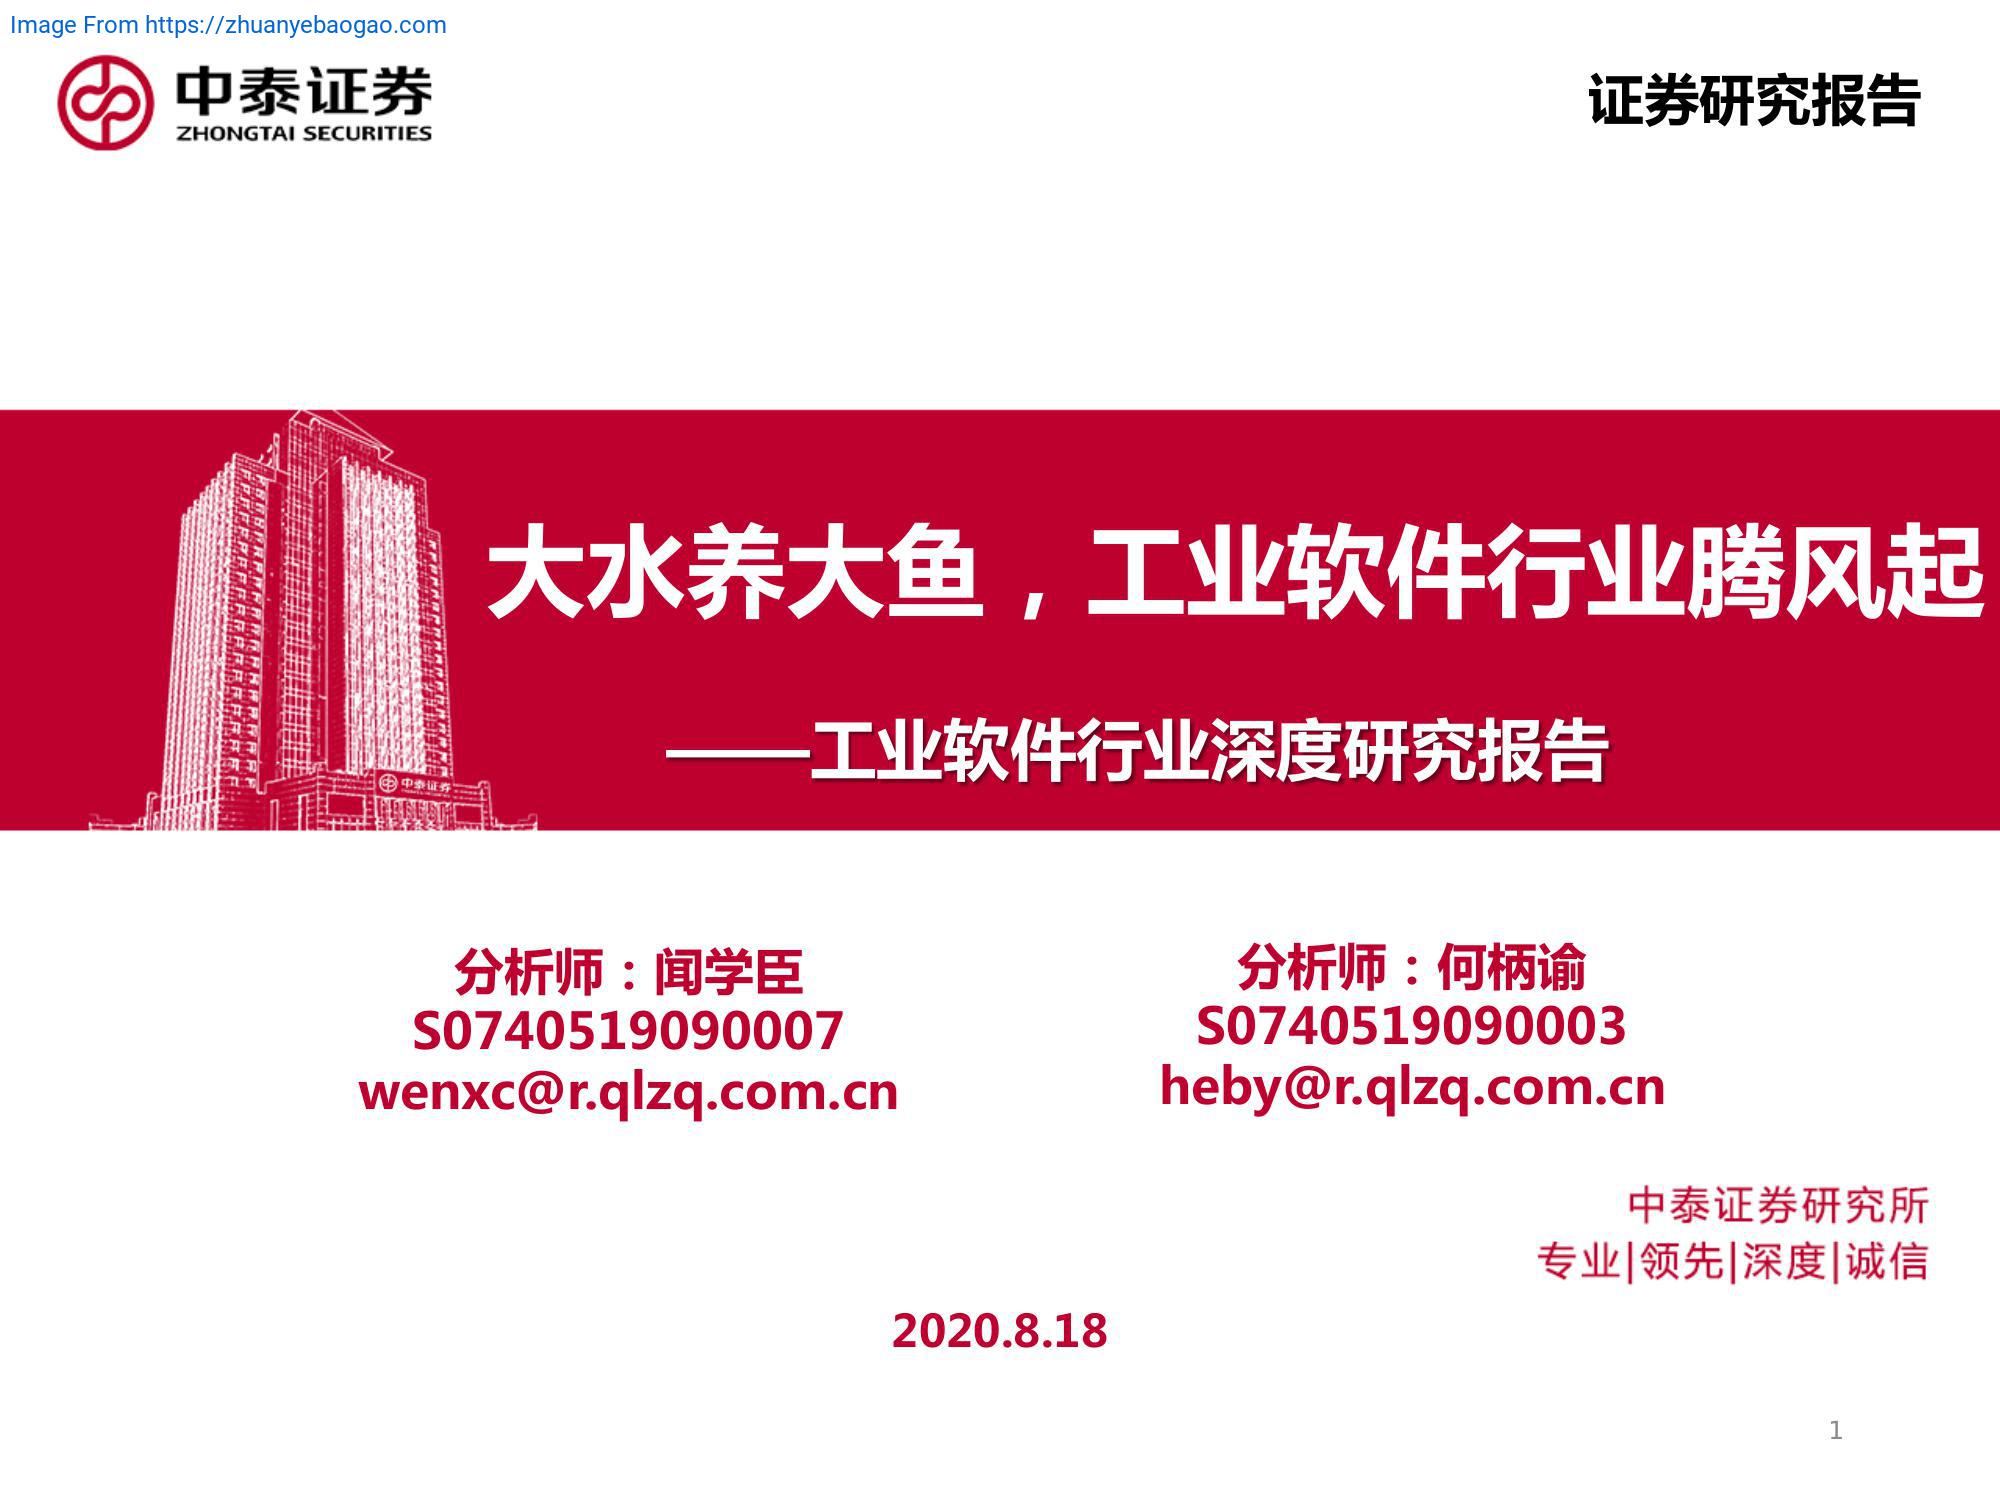 Image From https://zhuanyebaogao.com
中泰证券
ZHONGTAI SECURITIES
证券研究报告
大水养大鱼，工业软件行业腾风起
——工业软件行业深度研究报告
中泰证券
分析师：闻学臣
S0740519090007
wenxc@r.qlzq.com.cn
分析师：何柄谕
S0740519090003
heby@r.qlzq.com.cn
中泰证券研究所
专业|领先|深度|诚信
2020.8.18
1